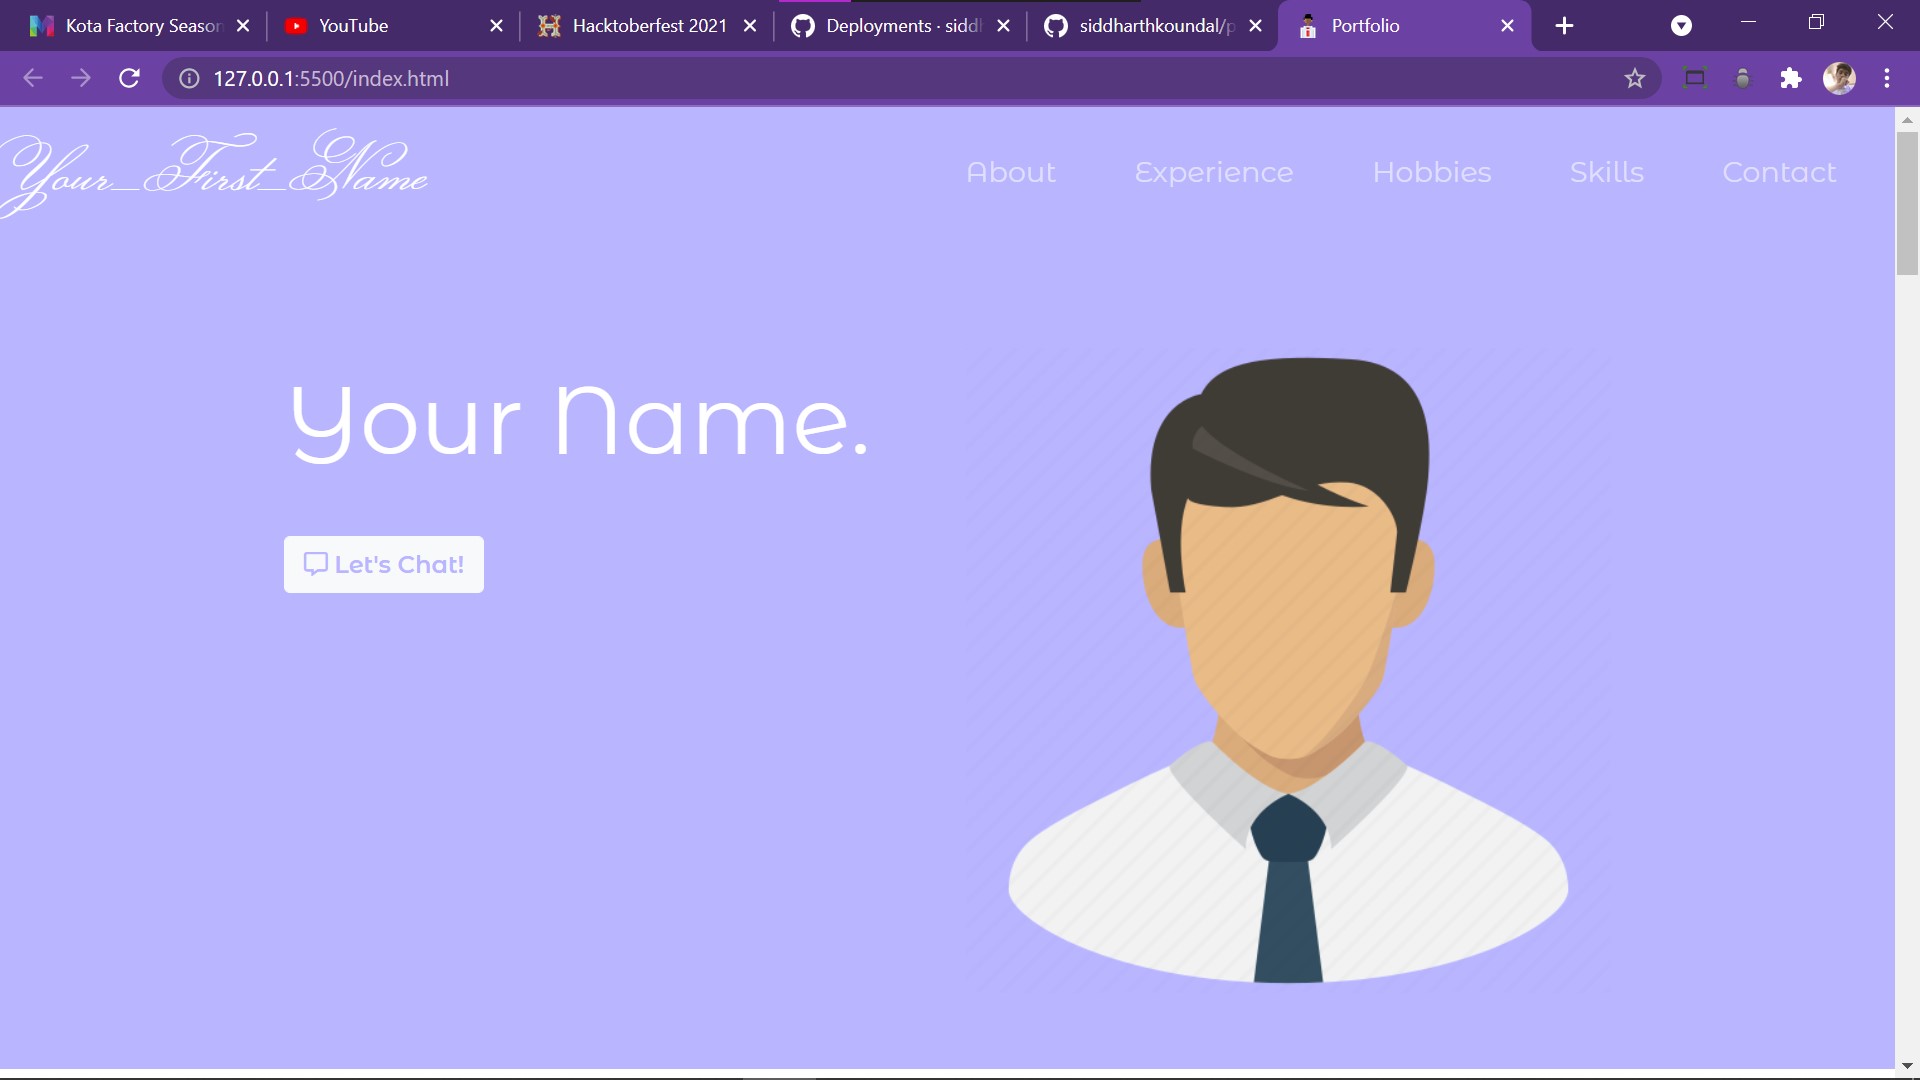 Kota Factory Season
YouTube
Hacktoberfest 2021
Deployments · siddh
siddharthkoundal/p
Portfolio
127.0.0.1:5500/index.html
Your_First_Name
About
Experience
Hobbies
Skills
Contact
Your Name.
Let's Chat!